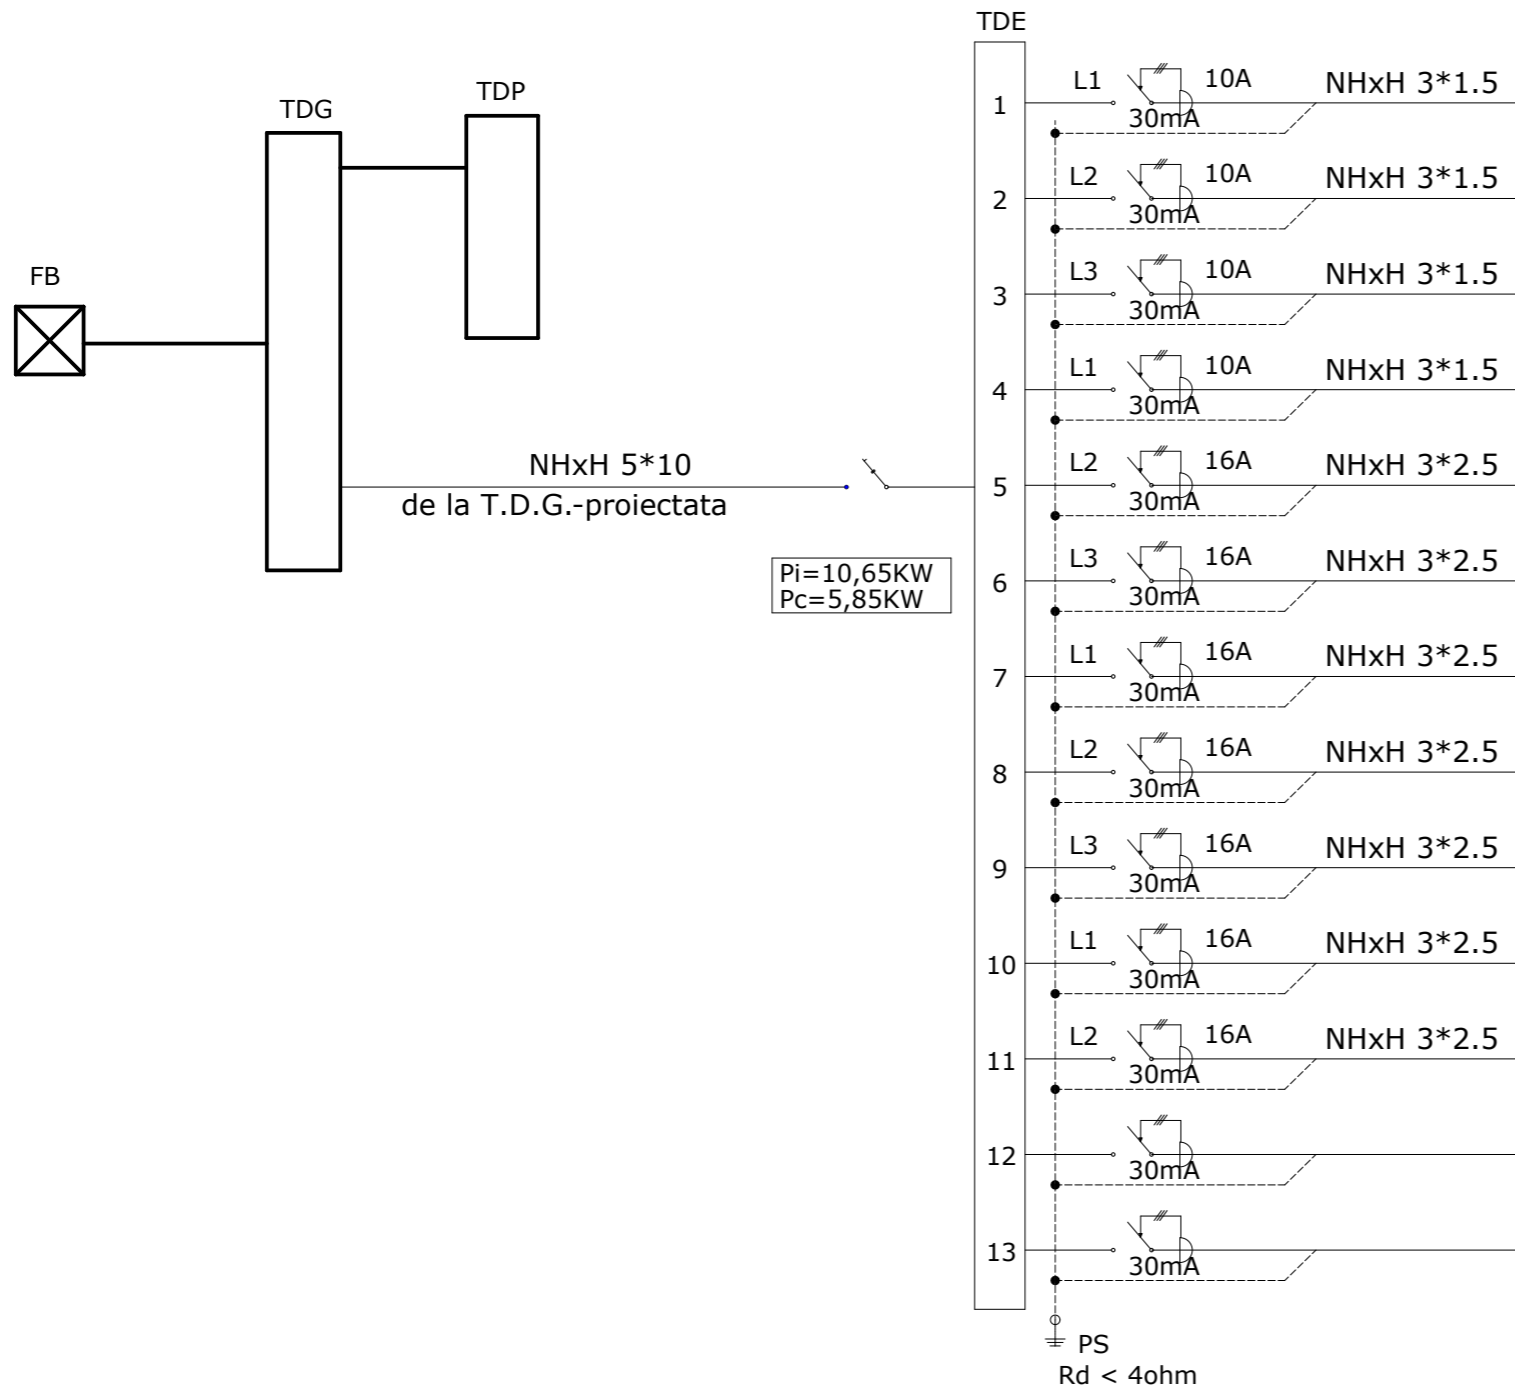 TDE
TDP
TDG
FB
NHxH 5*10
de la T.D.G.-proiectata
Pi=10,65KW
Pc=5,85KW
1 L1 10A NHxH 3*1.5
30mA
2 L2 10A NHxH 3*1.5
30mA
3 L3 10A NHxH 3*1.5
30mA
4 L1 10A NHxH 3*1.5
30mA
5 L2 16A NHxH 3*2.5
30mA
6 L3 16A NHxH 3*2.5
30mA
7 L1 16A NHxH 3*2.5
30mA
8 L2 16A NHxH 3*2.5
30mA
9 L3 16A NHxH 3*2.5
30mA
10 L1 16A NHxH 3*2.5
30mA
11 L2 16A NHxH 3*2.5
30mA
12
30mA
13
30mA
PS
Rd < 4ohm